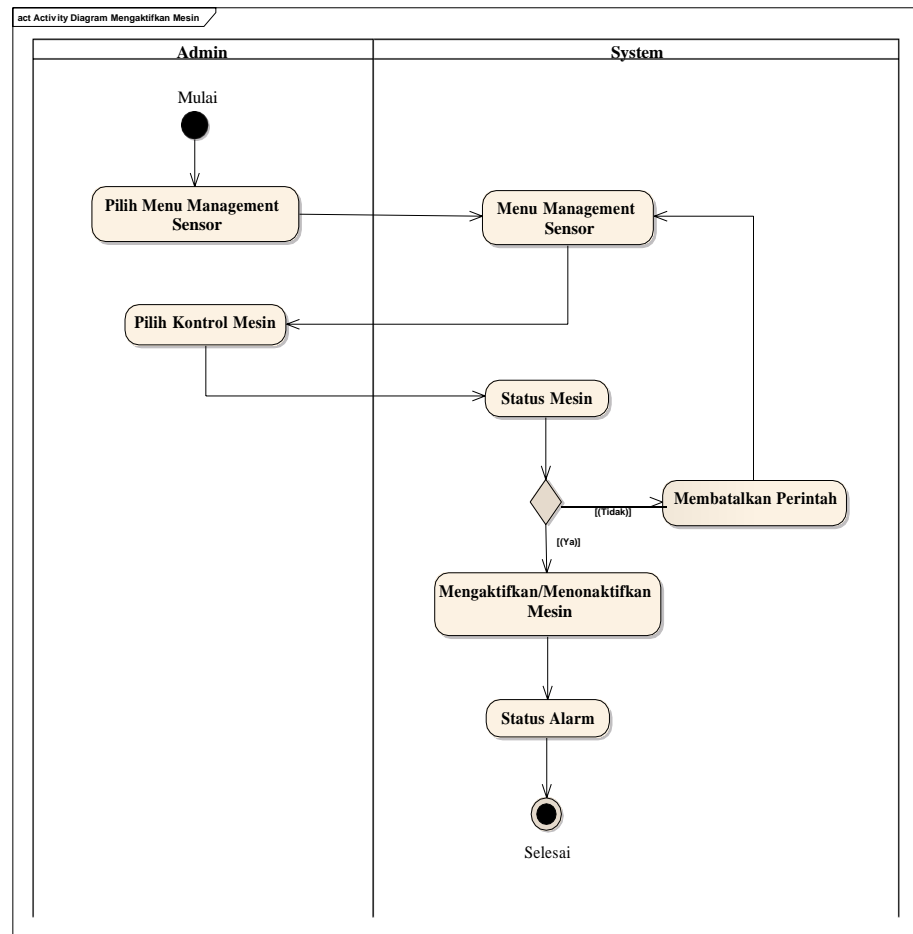 act Activity Diagram Mengaktifkan Mesin
Admin
System
Mulai
Pilih Menu Management
Sensor
Menu Management
Sensor
Pilih Kontrol Mesin
Status Mesin
Membatalkan Perintah
[(Tidak)]
[(Ya)]
Mengaktifkan/Menonaktifkan
Mesin
Status Alarm
Selesai